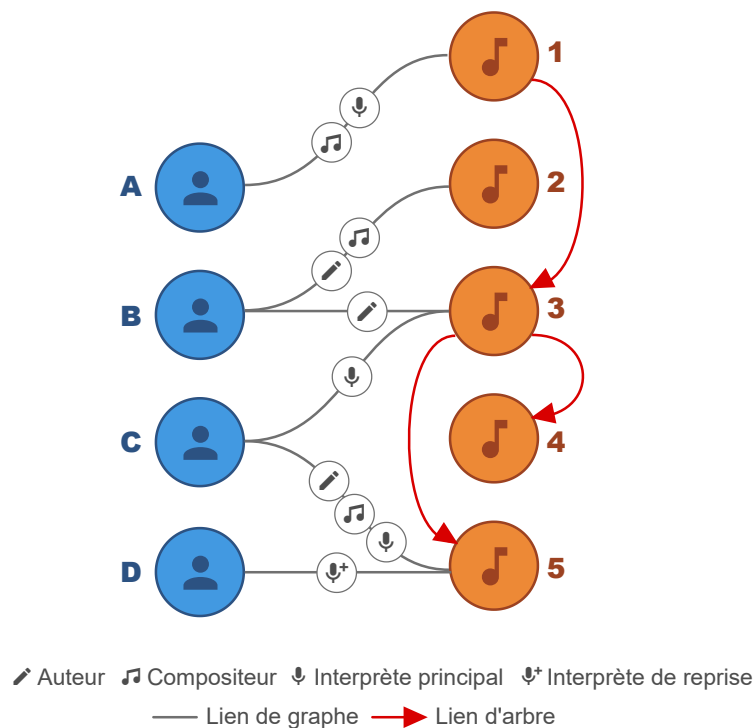 1
A
2
B
3
C
4
D
5
Auteur Compositeur Interprète principal Interprète de reprise
Lien de graphe Lien d'arbre